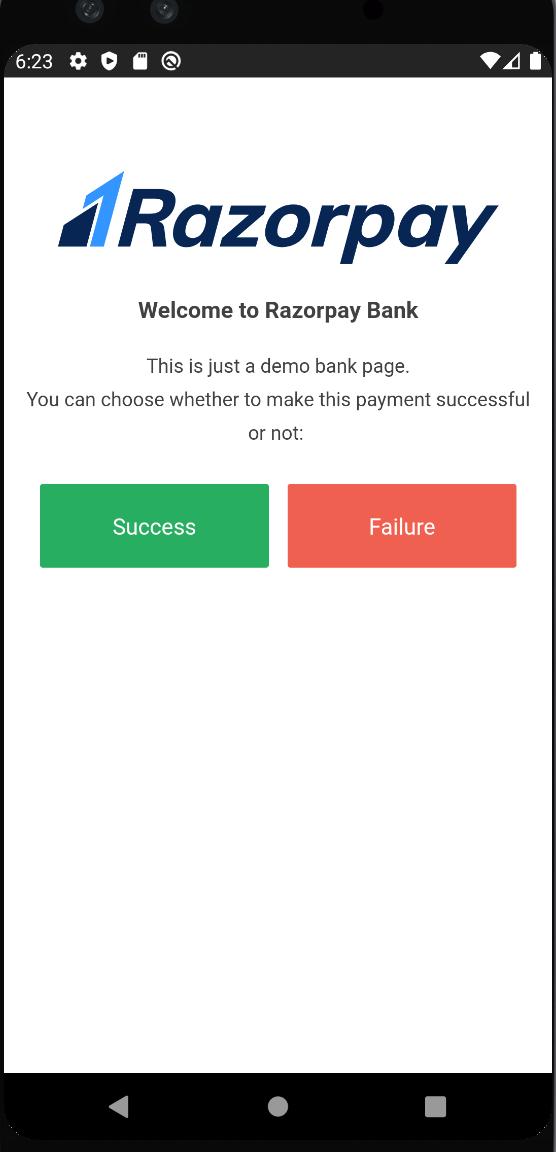 6:23
Razorpay
Welcome to Razorpay Bank
This is just a demo bank page.
You can choose whether to make this payment successful
or not:
Success
Failure